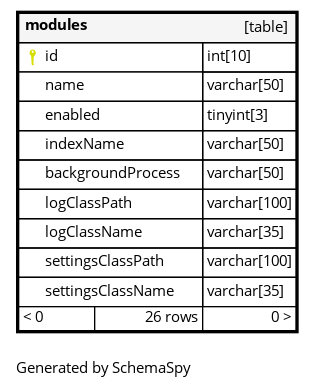 modules [table]
id int[10]
name varchar[50]
enabled tinyint[3]
indexName varchar[50]
backgroundProcess varchar[50]
logClassPath varchar[100]
logClassName varchar[35]
settingsClassPath varchar[100]
settingsClassName varchar[35]
< 0 26 rows 0 >
Generated by SchemaSpy